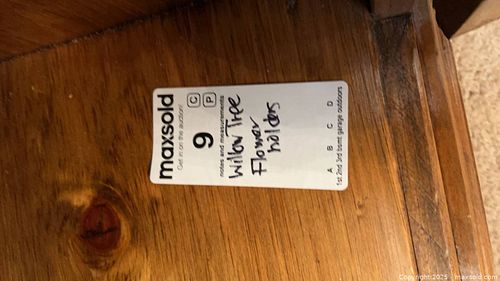 maxsold
Get in on the auction!
9
C
P
notes and measurements
Willow Tree
Flower
holders
A B C D
1st 2nd 3rd bsmt garage outdoors
Copyright 2025 - maxsold.com